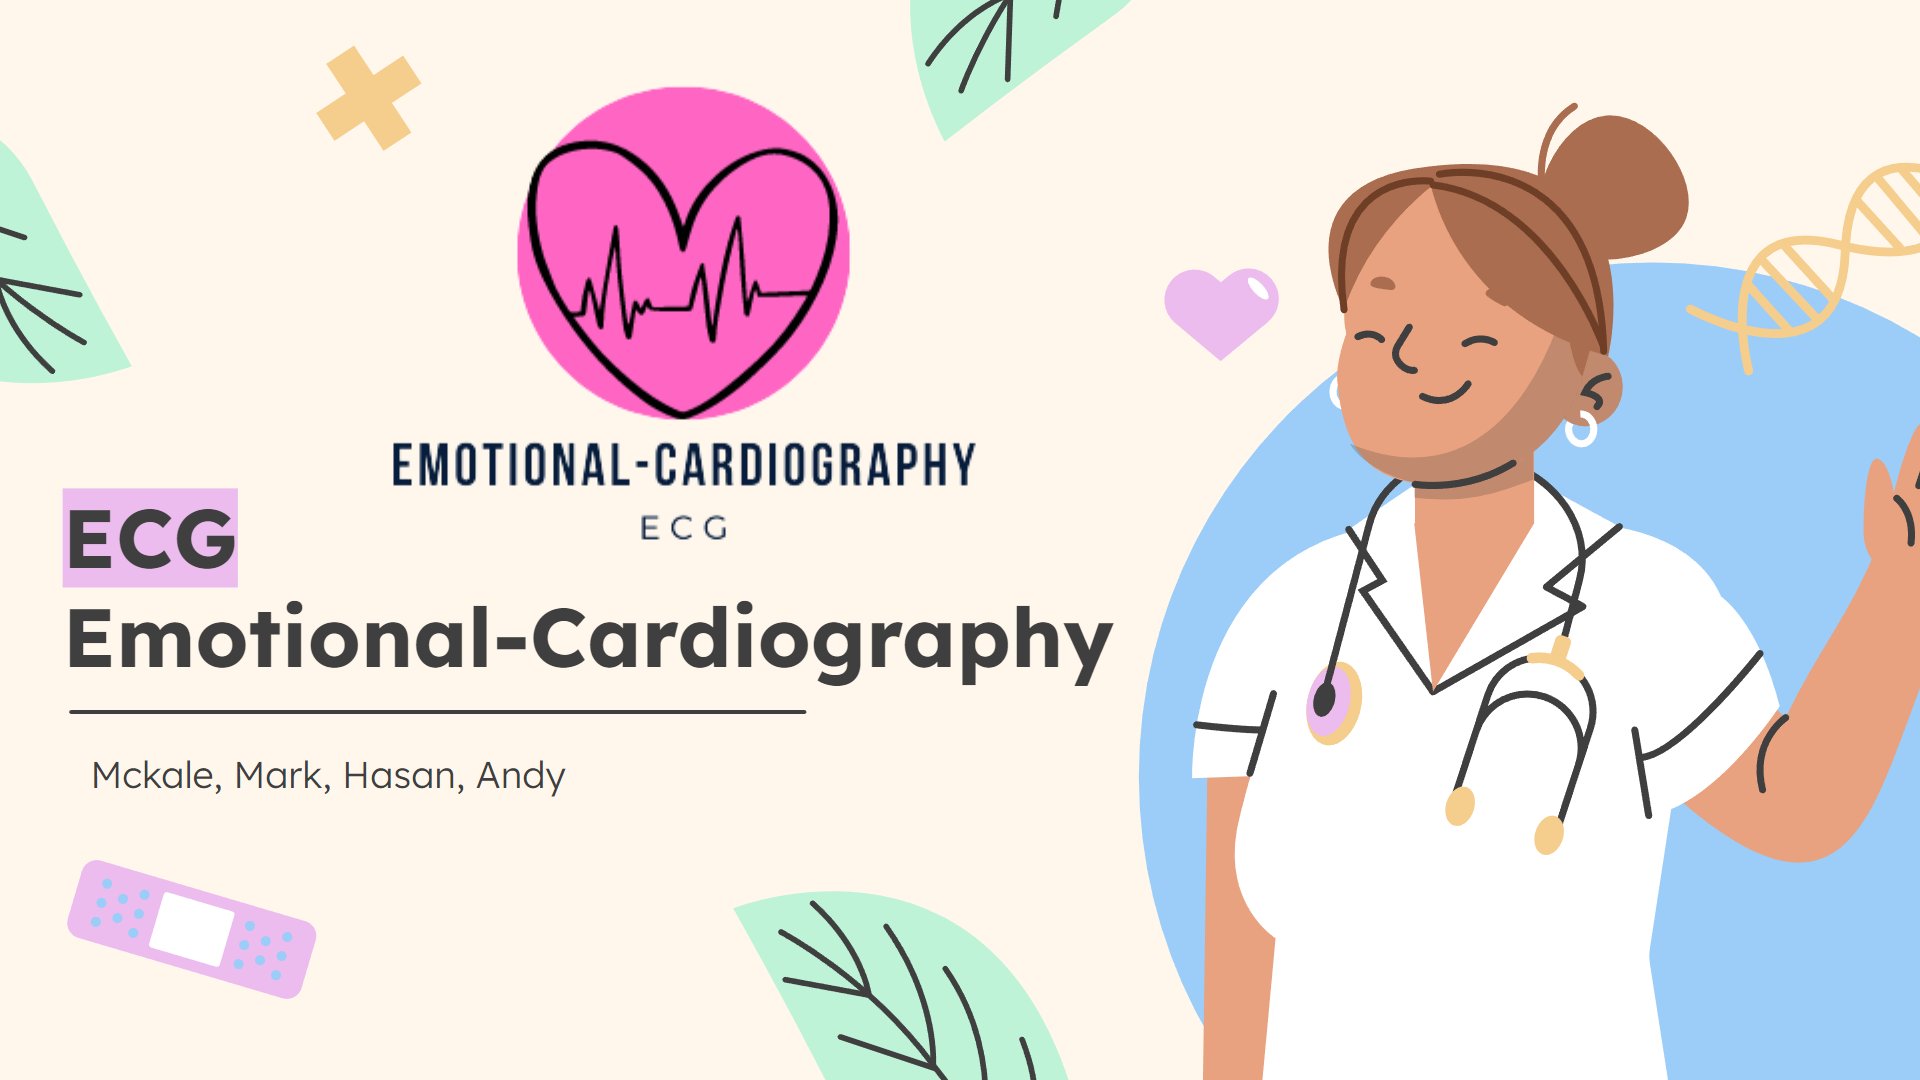 EMOTIONAL-CARDIOGRAPHY
ECG
ECG
Emotional-Cardiography
Mckale, Mark, Hasan, Andy